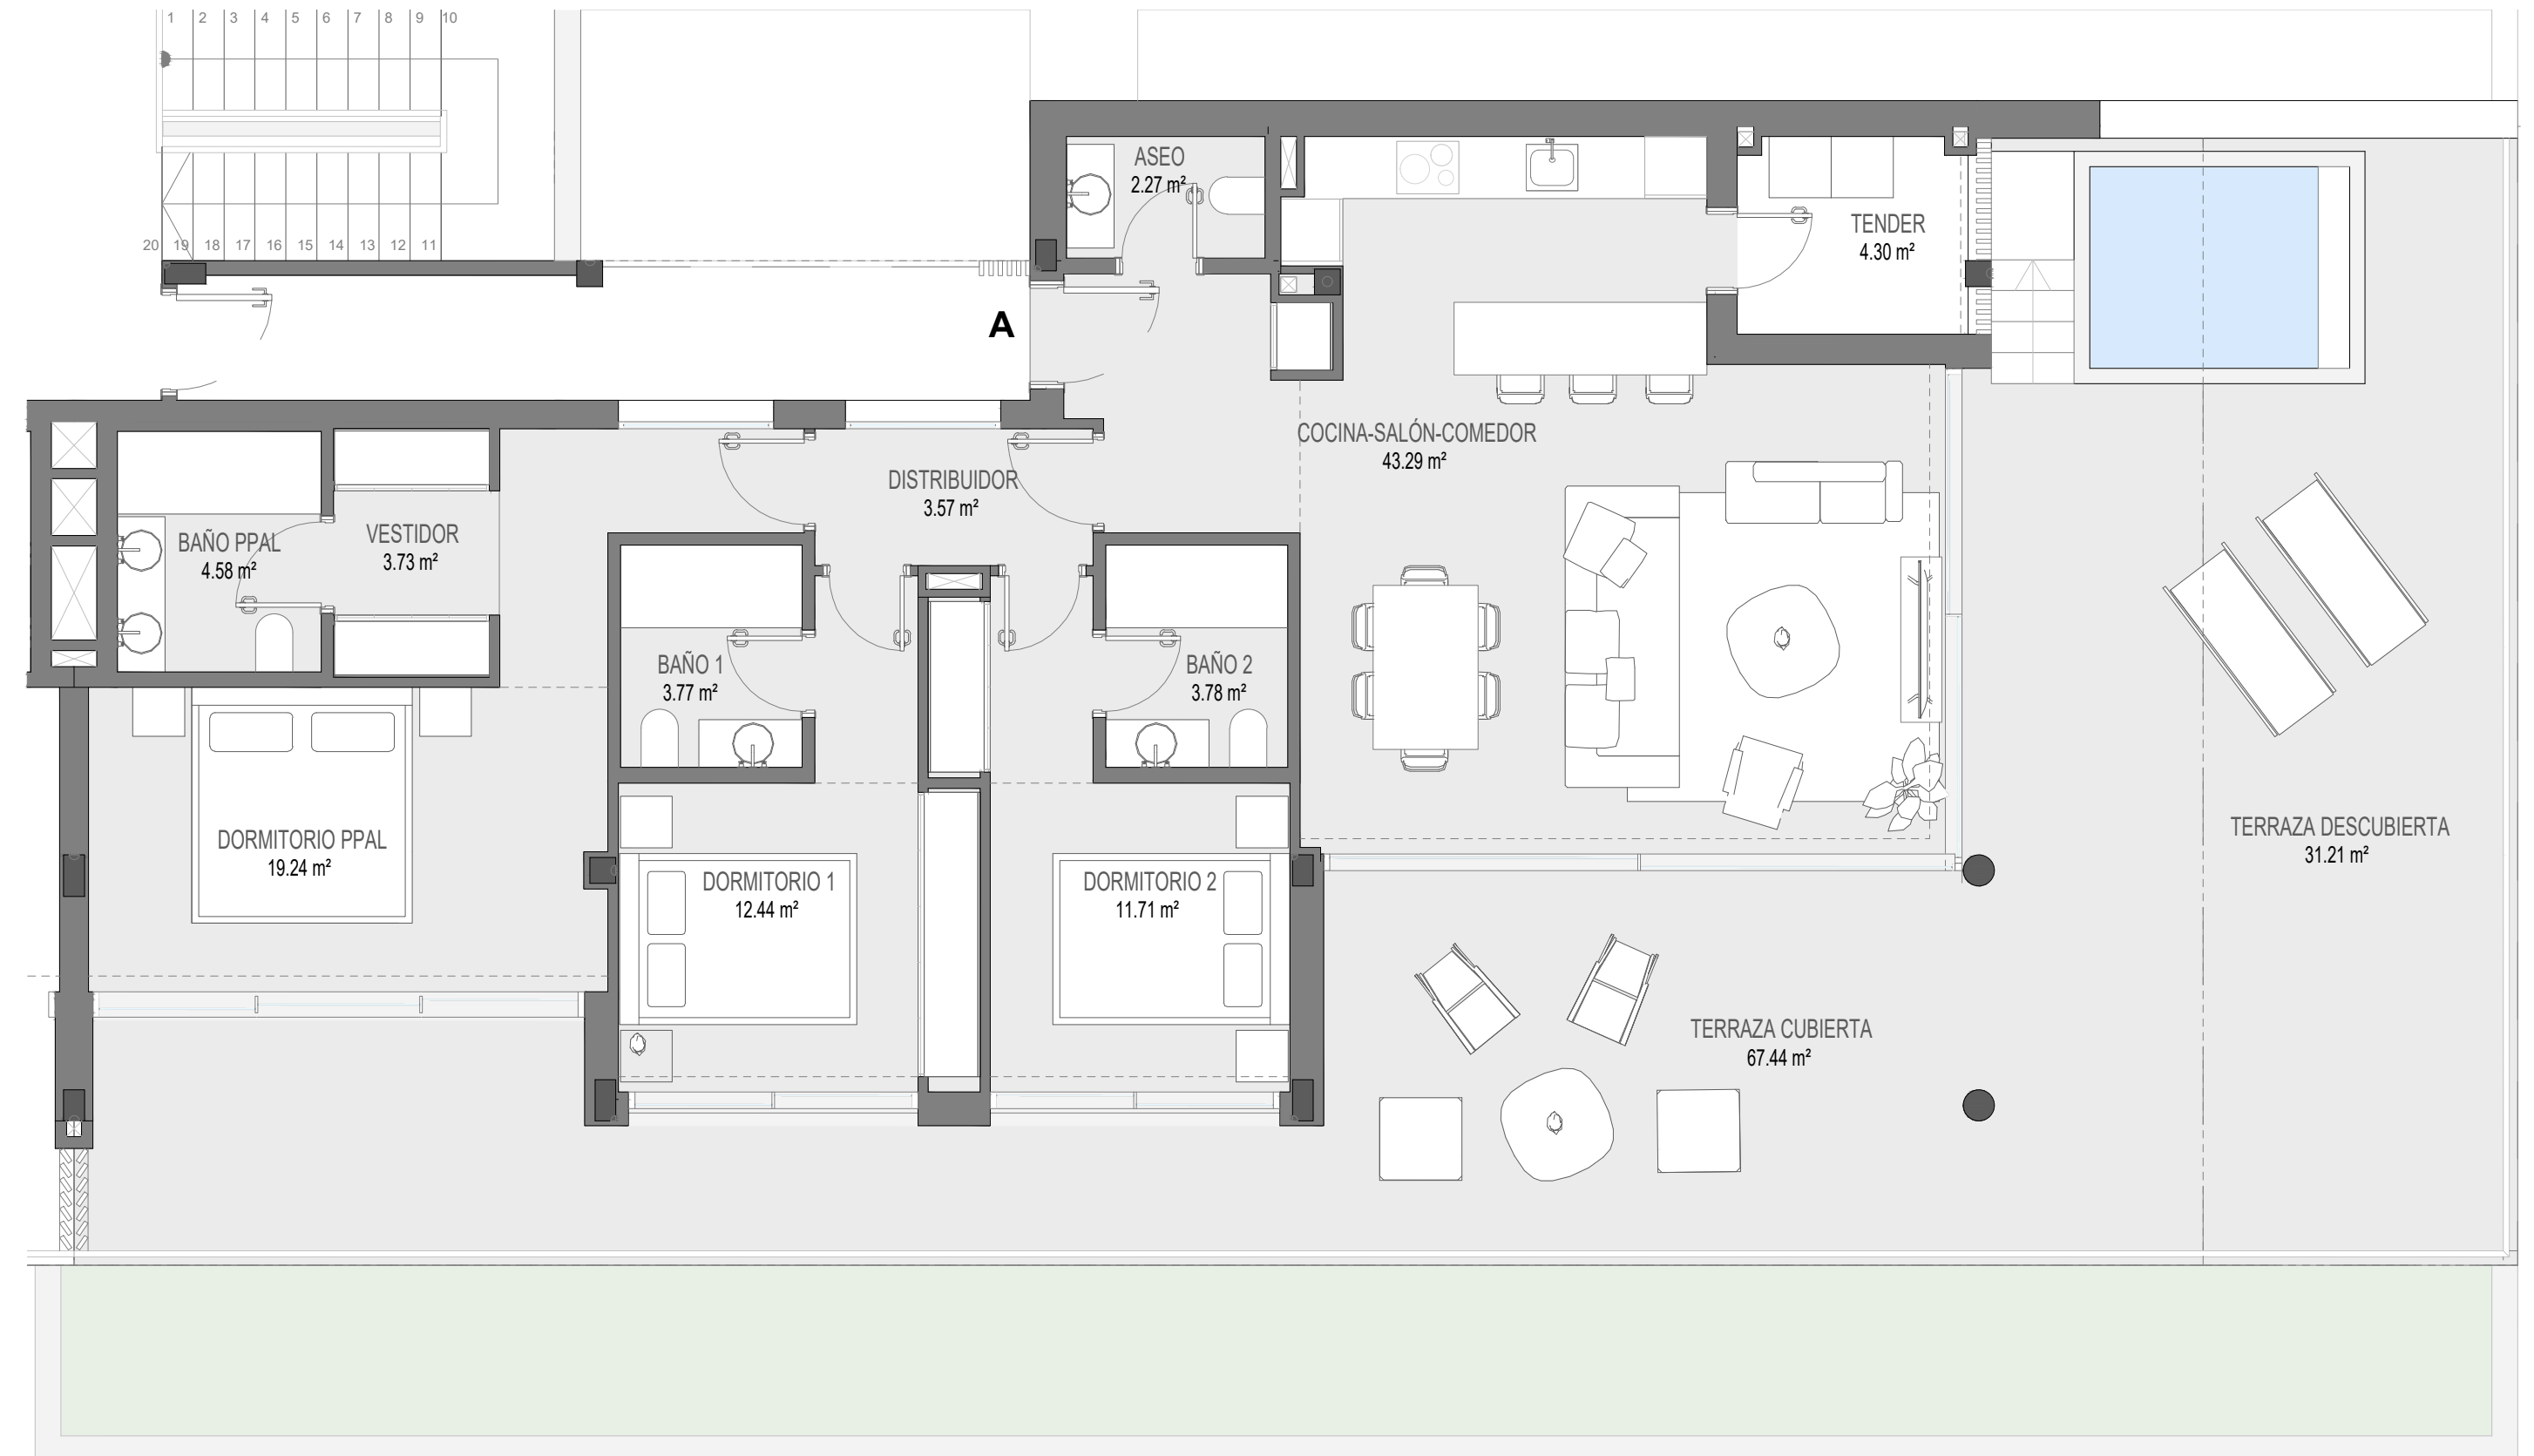 1 2 3 4 5 6 7 8 9 10
20 19 18 17 16 15 14 13 12 11
A
ASEO
2.27 m²
TENDER
4.30 m²
COCINA-SALÓN-COMEDOR
43.29 m²
DISTRIBUIDOR
3.57 m²
BAÑO PPAL
4.58 m²
VESTIDOR
3.73 m²
BAÑO 1
3.77 m²
BAÑO 2
3.78 m²
DORMITORIO PPAL
19.24 m²
DORMITORIO 1
12.44 m²
DORMITORIO 2
11.71 m²
TERRAZA DESCUBIERTA
31.21 m²
TERRAZA CUBIERTA
67.44 m²